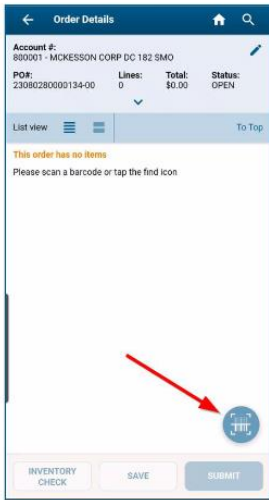 Order Details
Account #:
800001 - MCKESSON CORP DC 182 SMO
PO#: Lines: Total: Status:
23080280000134-00 0 $0.00 OPEN
List view To Top
This order has no items
Please scan a barcode or tap the find icon
INVENTORY CHECK SAVE SUBMIT